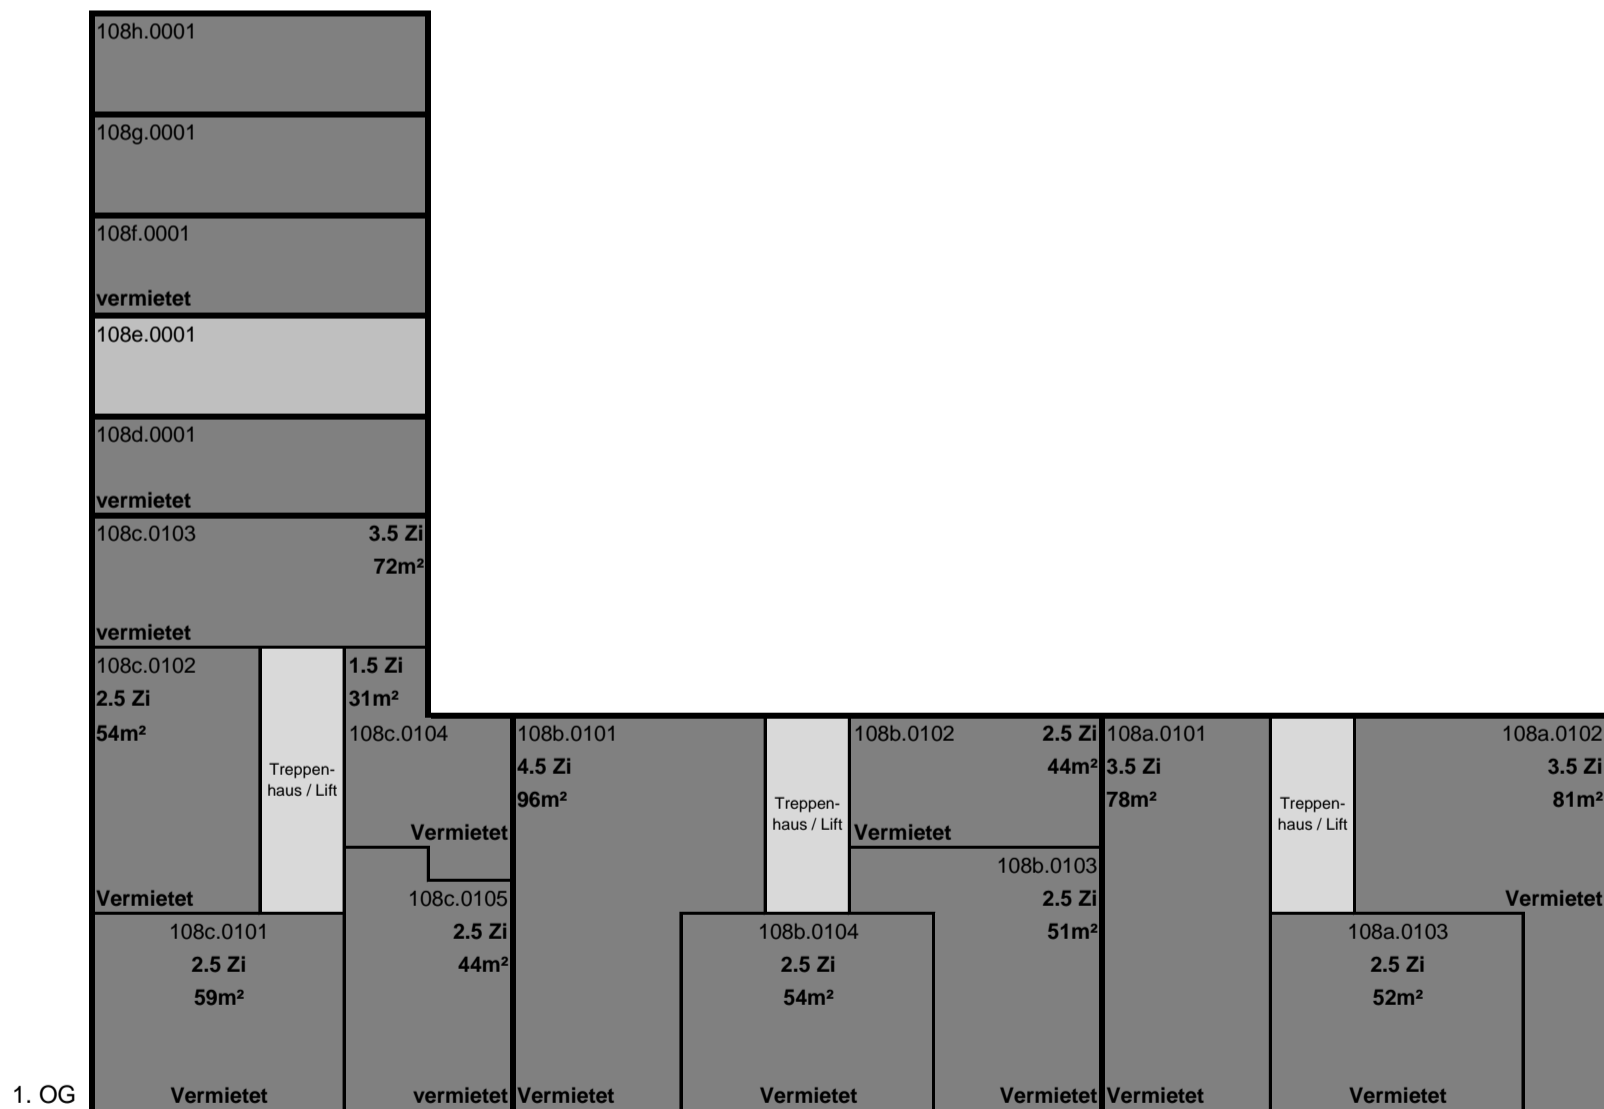 108h.0001
108g.0001
108f.0001
vermietet
108e.0001
108d.0001
vermietet
108c.0103 3.5 Zi
72m²
vermietet
108c.0102
2.5 Zi
54m²
Vermietet
Treppen-
haus / Lift
1.5 Zi
31m²
108c.0104
Vermietet
108c.0101
2.5 Zi
59m²
Vermietet
108c.0105
2.5 Zi
44m²
vermietet
108b.0101
4.5 Zi
96m²
Vermietet
Treppen-
haus / Lift
108b.0102 2.5 Zi
44m²
Vermietet
108b.0103
2.5 Zi
51m²
Vermietet
108b.0104
2.5 Zi
54m²
Vermietet
108a.0101
3.5 Zi
78m²
Vermietet
Treppen-
haus / Lift
108a.0102
3.5 Zi
81m²
Vermietet
108a.0103
2.5 Zi
52m²
Vermietet
1. OG